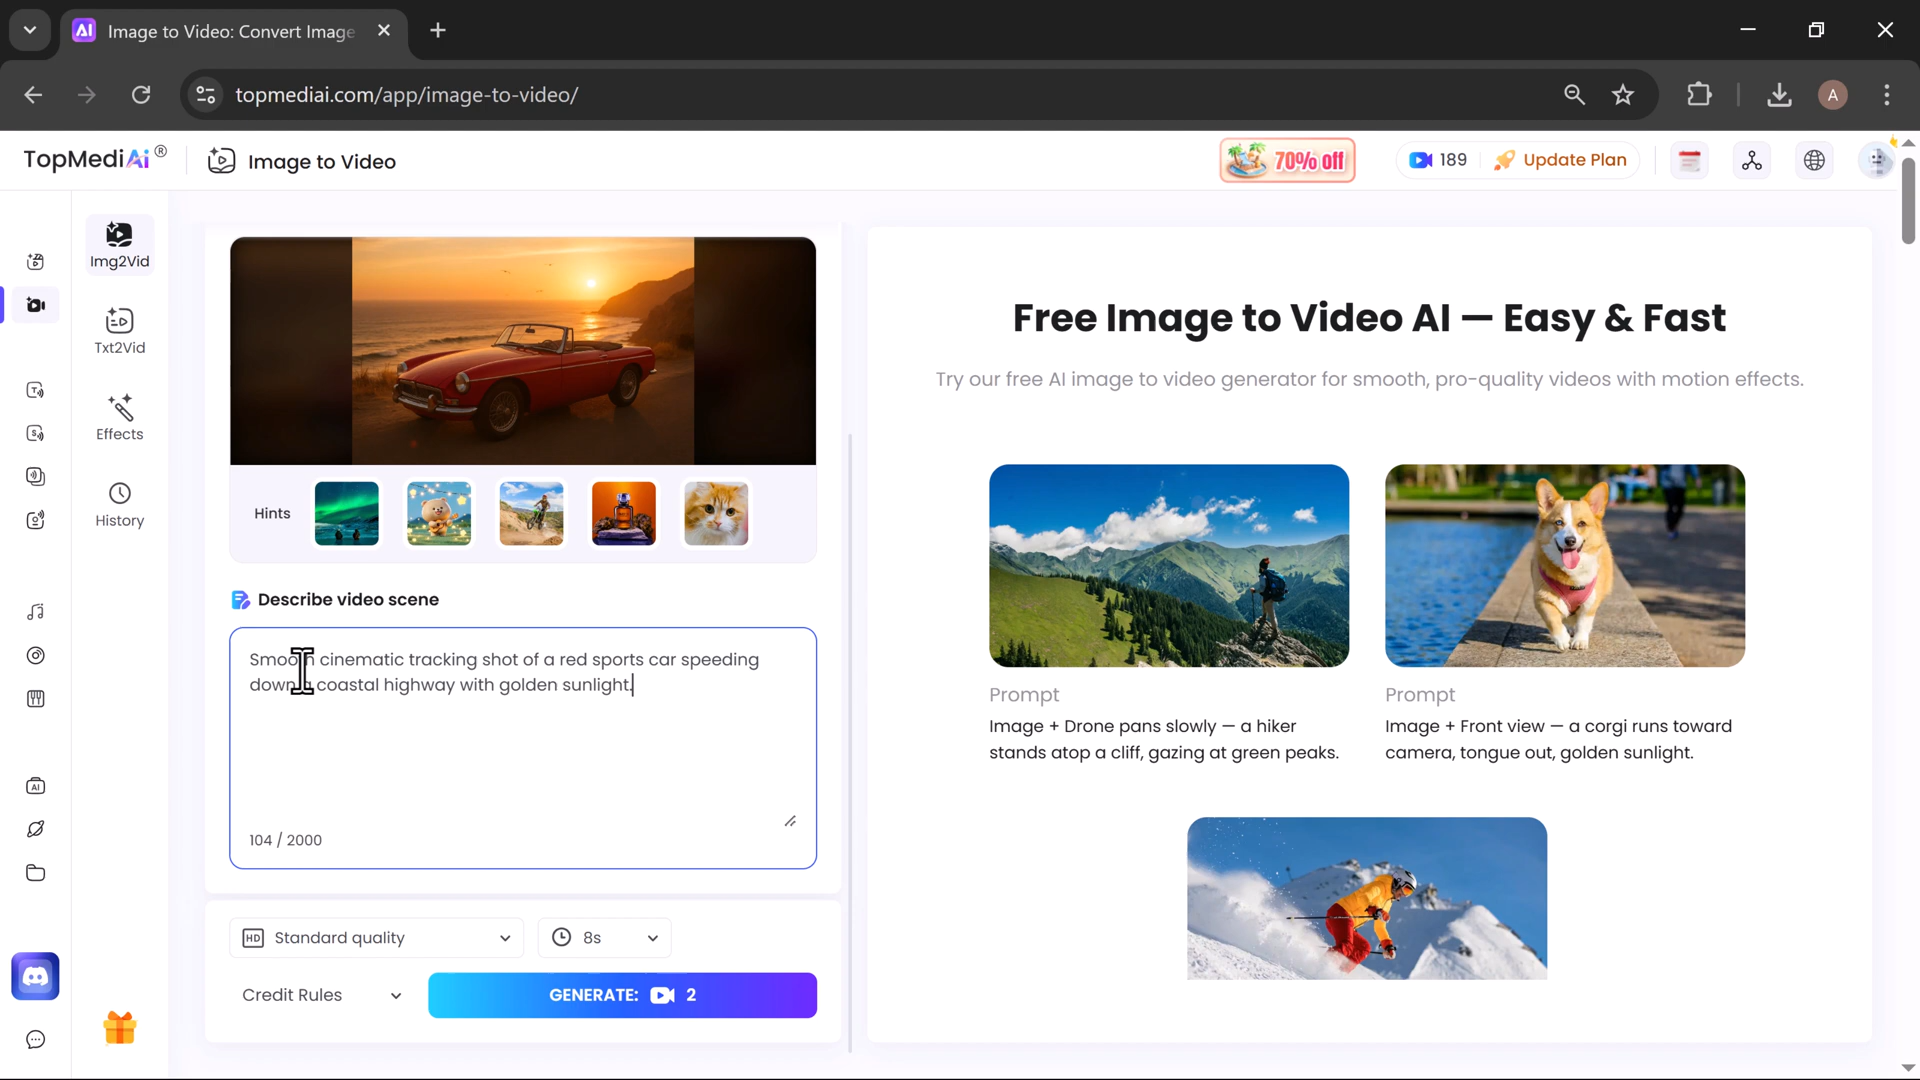 Image to Video: Convert Image
topmediai.com/app/image-to-video/
A
TopMediAi®
Image to Video
70% off
189
Update Plan
Img2Vid
Txt2Vid
Effects
History
Hints
Describe video scene
Smooth cinematic tracking shot of a red sports car speeding
down a coastal highway with golden sunlight.
104 / 2000
HD
Standard quality
8s
Credit Rules
GENERATE: 2
Free Image to Video AI — Easy & Fast
Try our free AI image to video generator for smooth, pro-quality videos with motion effects.
Prompt
Image + Drone pans slowly — a hiker
stands atop a cliff, gazing at green peaks.
Prompt
Image + Front view — a corgi runs toward
camera, tongue out, golden sunlight.